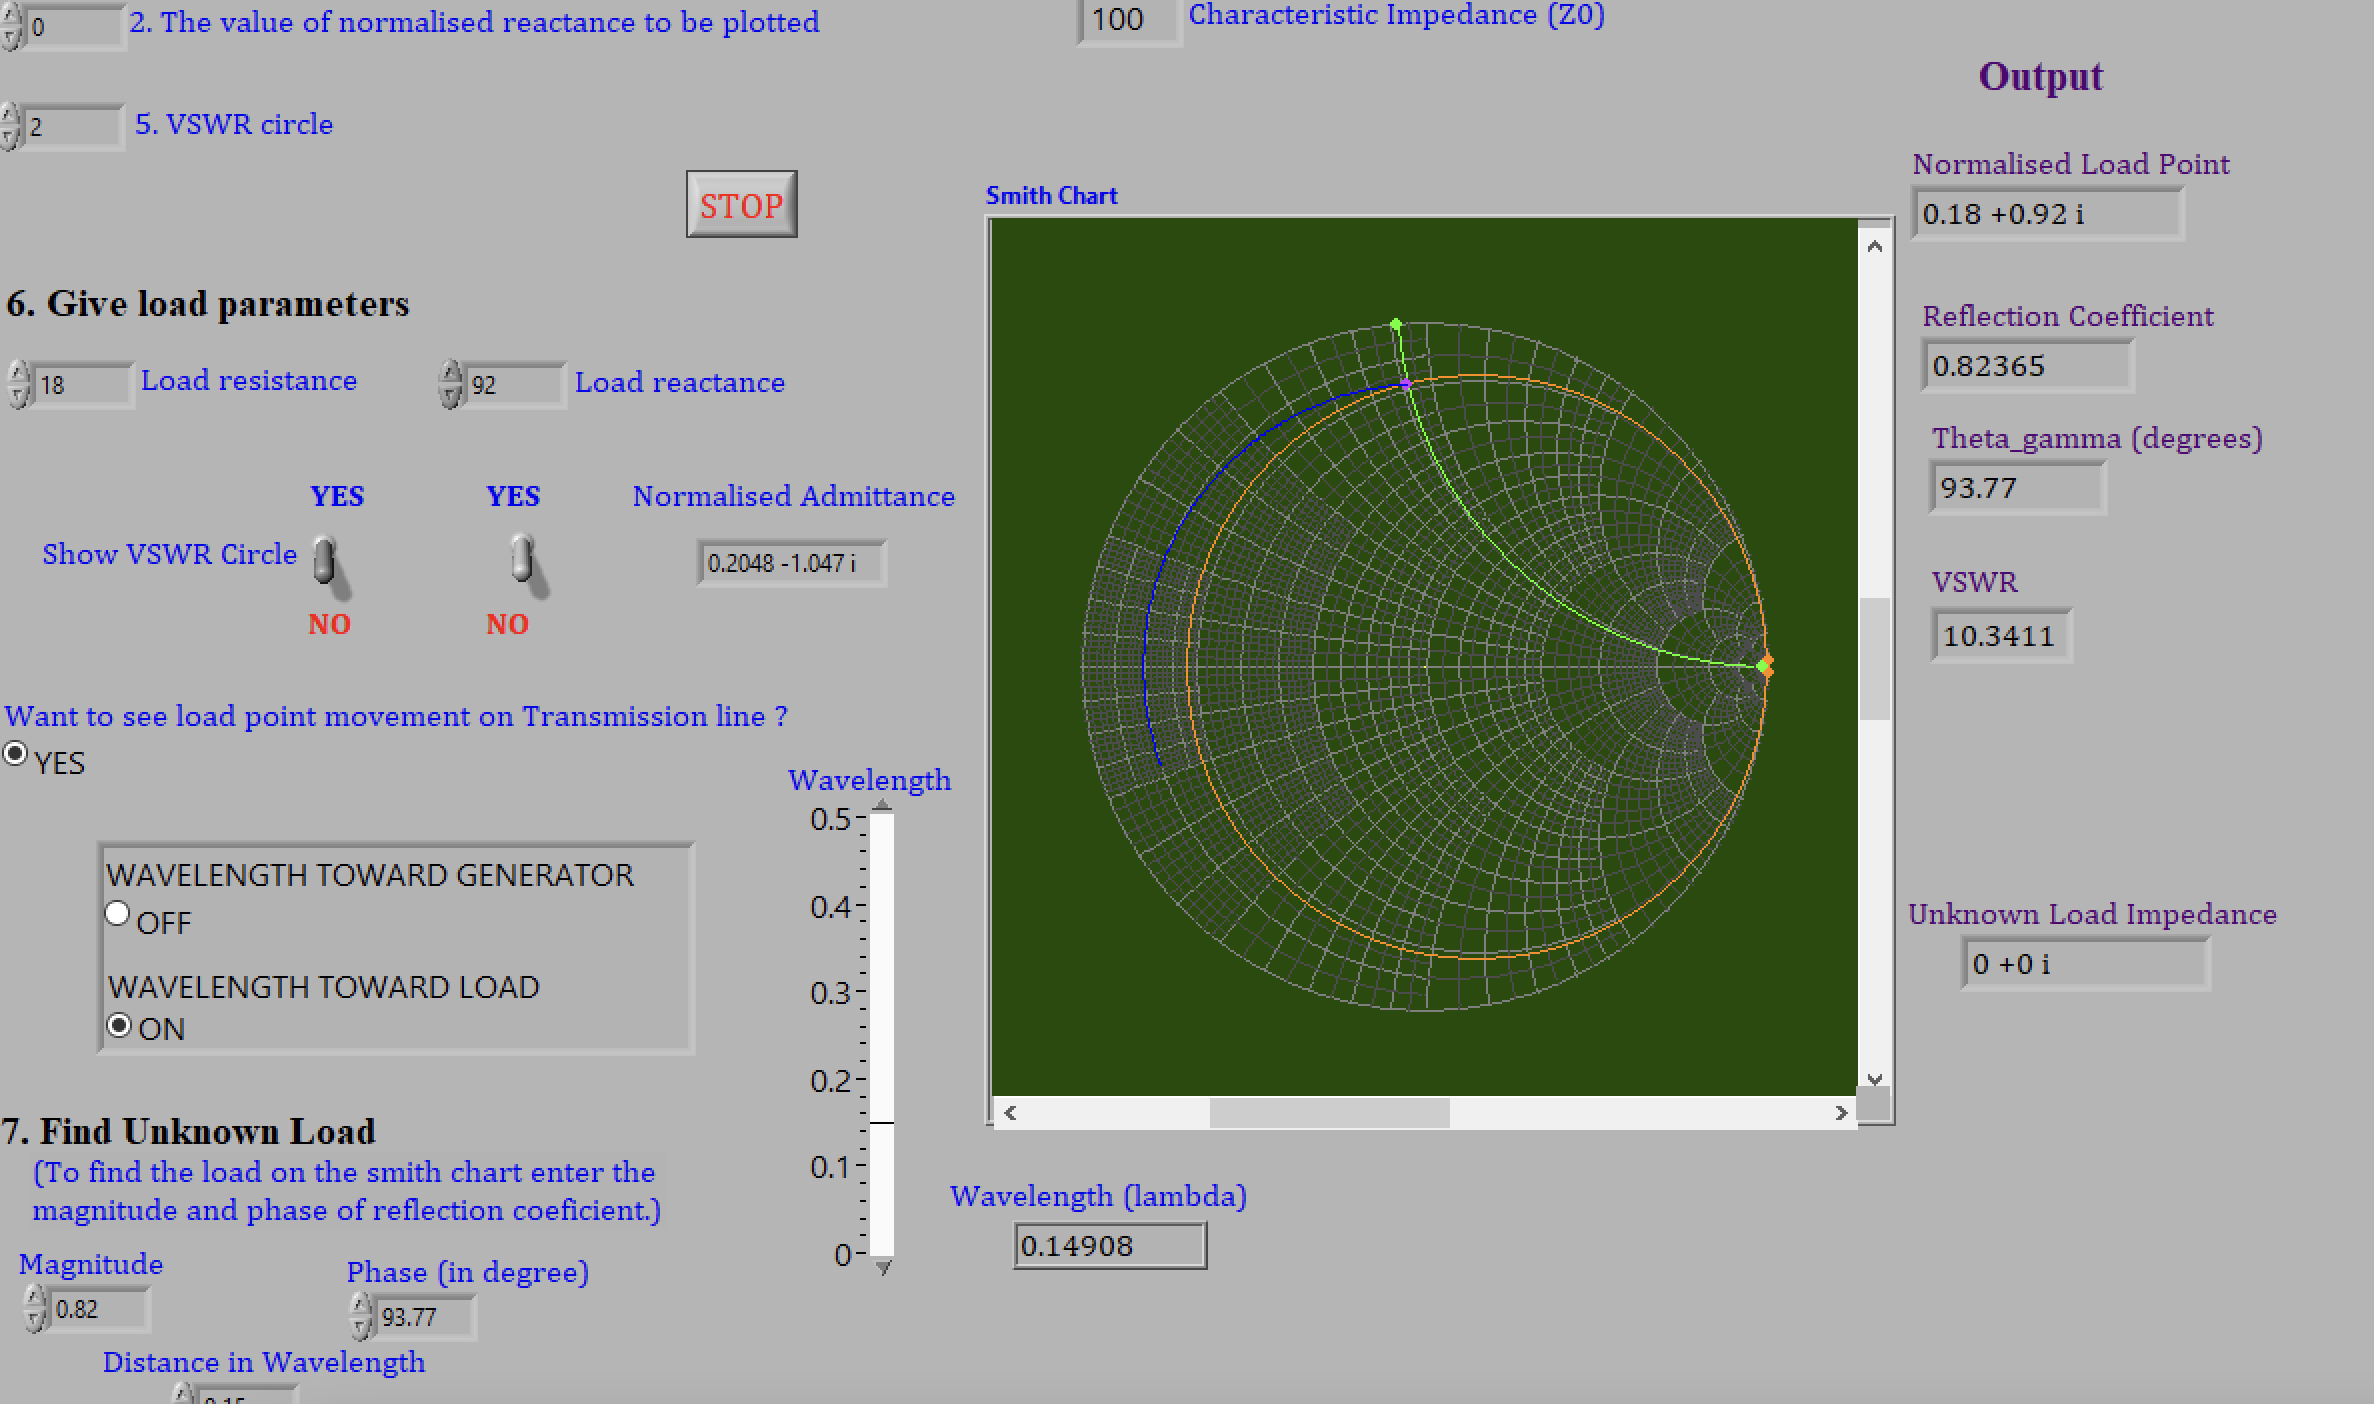 0 2. The value of normalised reactance to be plotted
100 Characteristic Impedance (Z0)
Output
2 5. VSWR circle
STOP
Smith Chart
Normalised Load Point
0.18 +0.92 i
6. Give load parameters
Reflection Coefficient
0.82365
18 Load resistance 92 Load reactance
Theta_gamma (degrees)
93.77
YES YES Normalised Admittance
Show VSWR Circle 0.2048 -1.047 i
NO NO
VSWR
10.3411
Want to see load point movement on Transmission line ?
YES
Wavelength
0.5
0.4
0.3
0.2
0.1
0
WAVELENGTH TOWARD GENERATOR
OFF
WAVELENGTH TOWARD LOAD
ON
Unknown Load Impedance
0 +0 i
7. Find Unknown Load
(To find the load on the smith chart enter the
magnitude and phase of reflection coeficient.)
Wavelength (lambda)
0.14908
Magnitude
0.82
Phase (in degree)
93.77
Distance in Wavelength
0.15